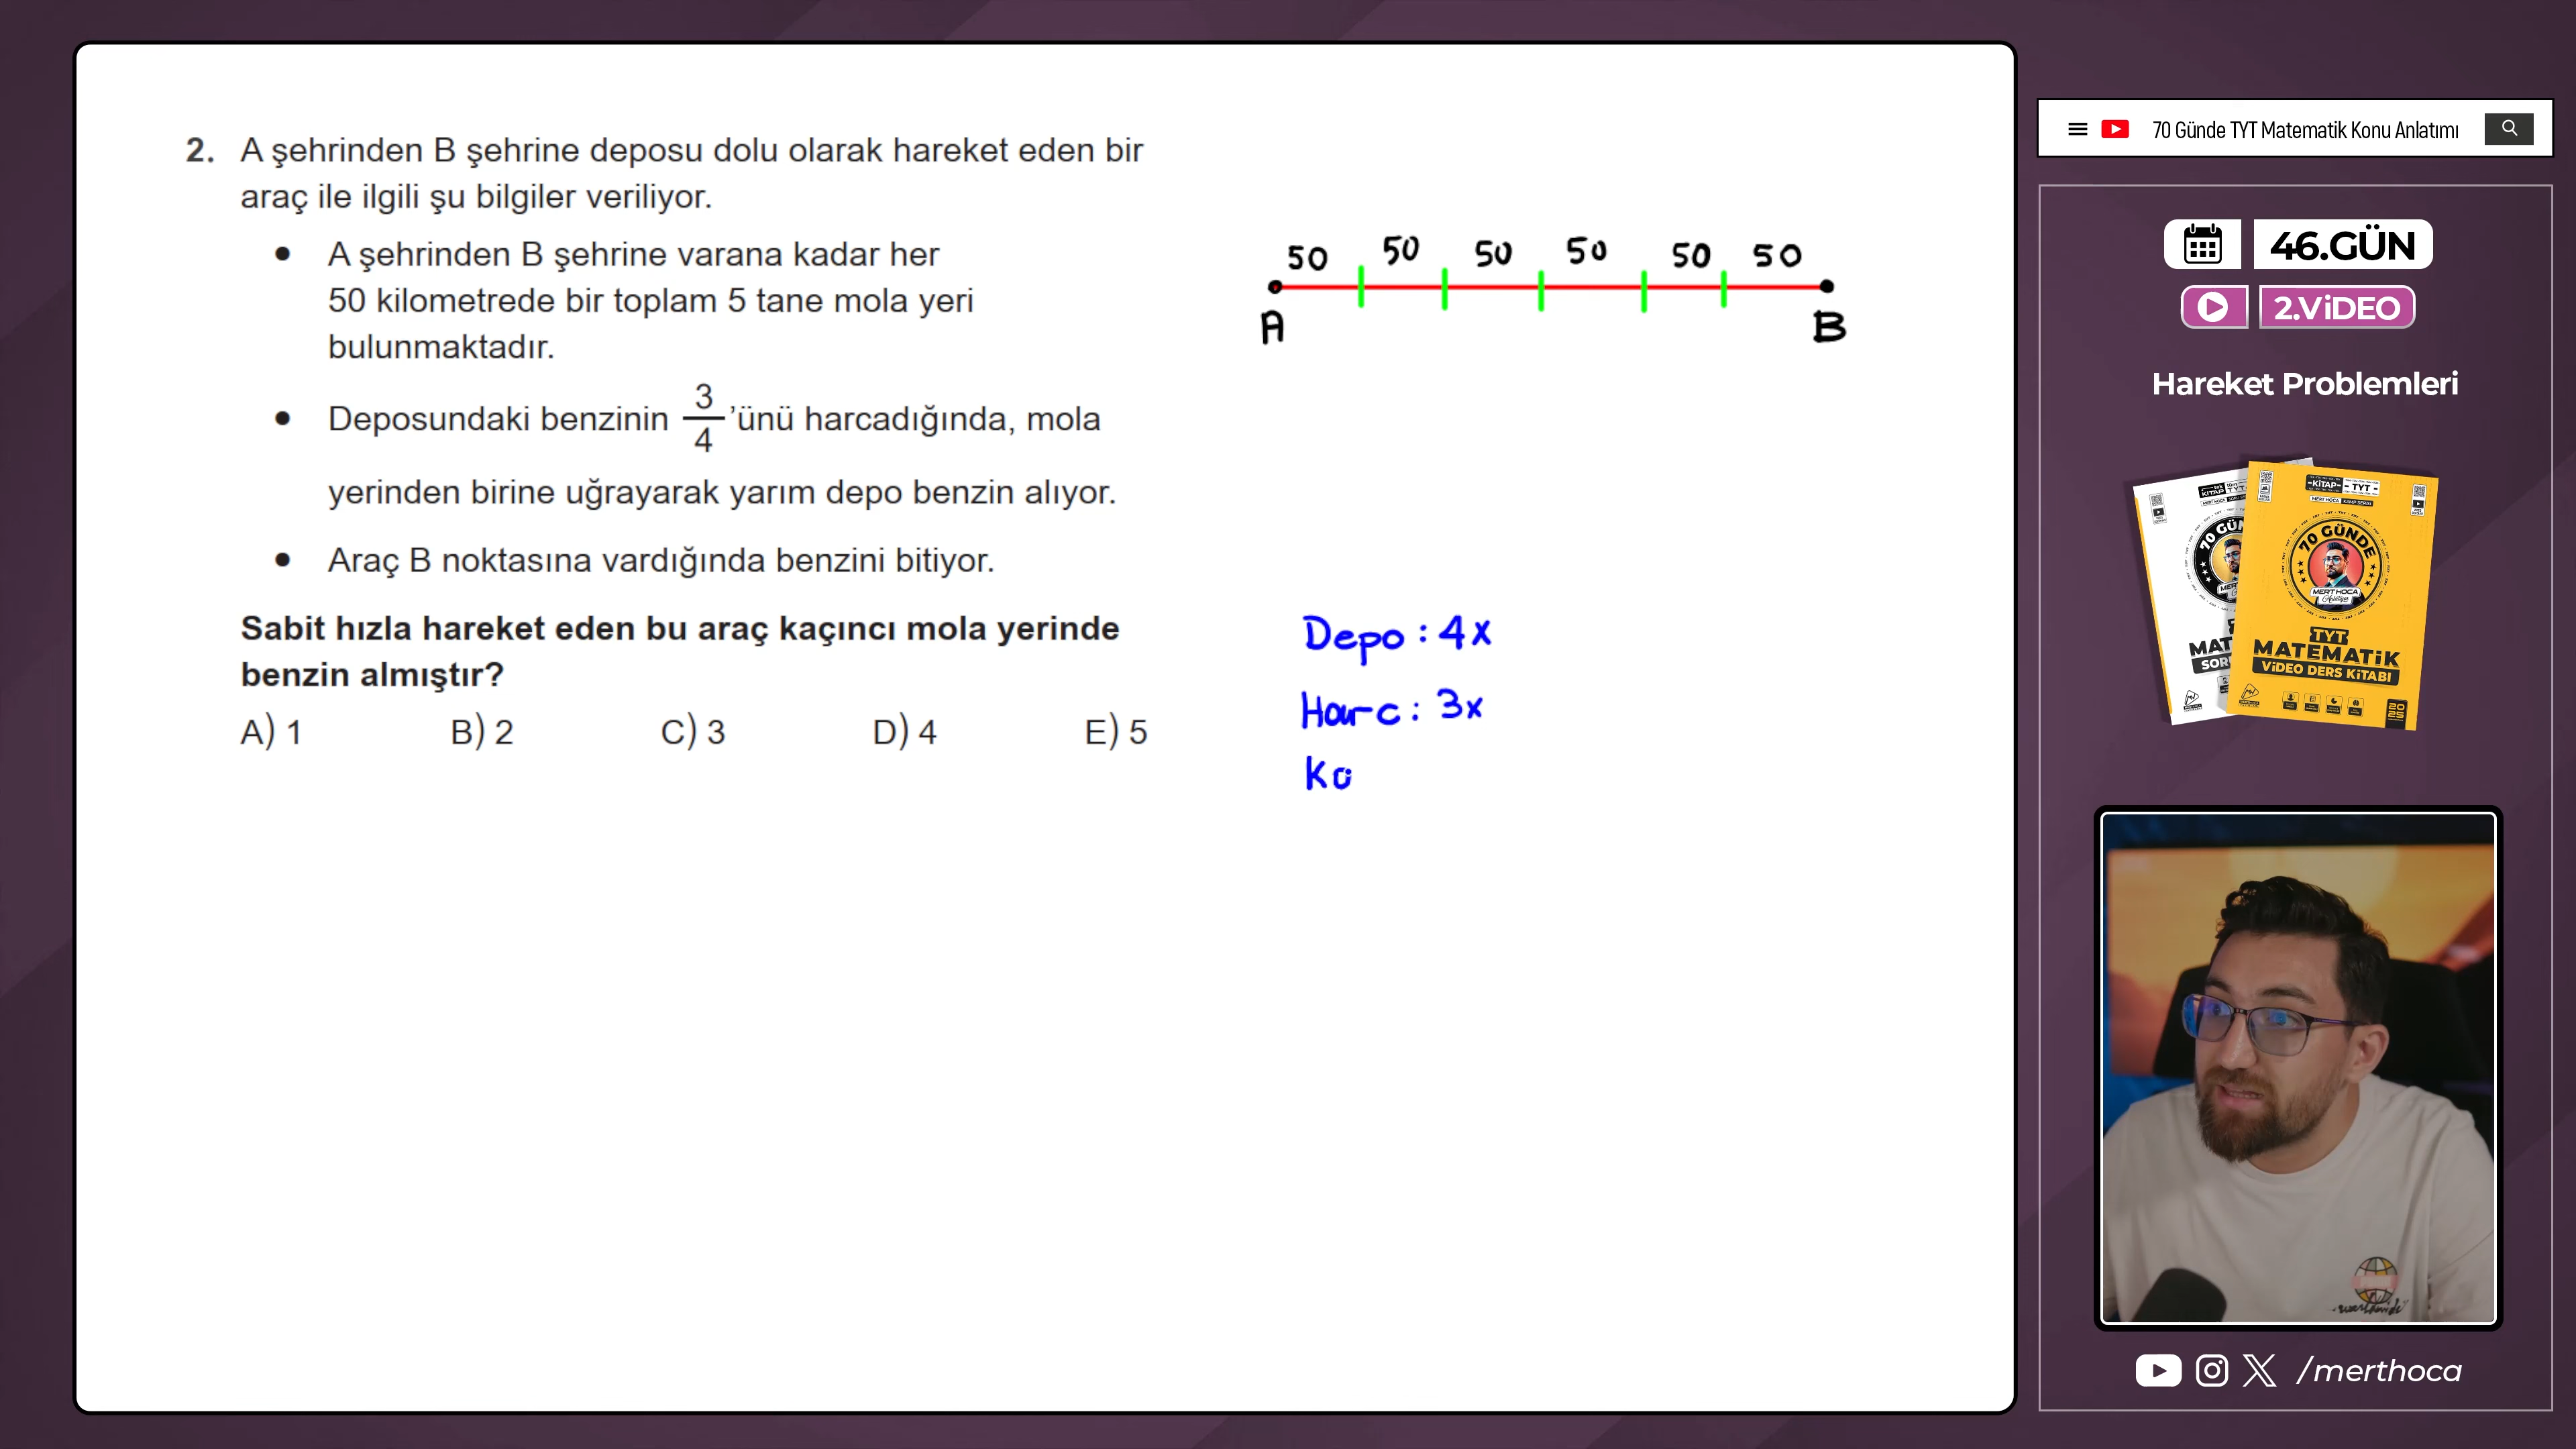 2. A şehrinden B şehrine deposu dolu olarak hareket eden bir
araç ile ilgili şu bilgiler veriliyor.
• A şehrinden B şehrine varana kadar her
50 kilometrede bir toplam 5 tane mola yeri
bulunmaktadır.
• Deposundaki benzinin 3/4 'ünü harcadığında, mola
yerinden birine uğrayarak yarım depo benzin alıyor.
• Araç B noktasına vardığında benzini bitiyor.
Sabit hızla hareket eden bu araç kaçıncı mola yerinde
benzin almıştır?
A) 1 B) 2 C) 3 D) 4 E) 5
50 50 50 50 50 50
A B
Depo : 4x
Harc : 3x
70 Günde TYT Matematik Konu Anlatımı
46.GÜN
2.ViDEO
Hareket Problemleri
KiTAP
TYT
70 GÜNDE
MERT HOCA
TYT
MATEMATiK
ViDEO DERS KiTABI
2025
/merthoca